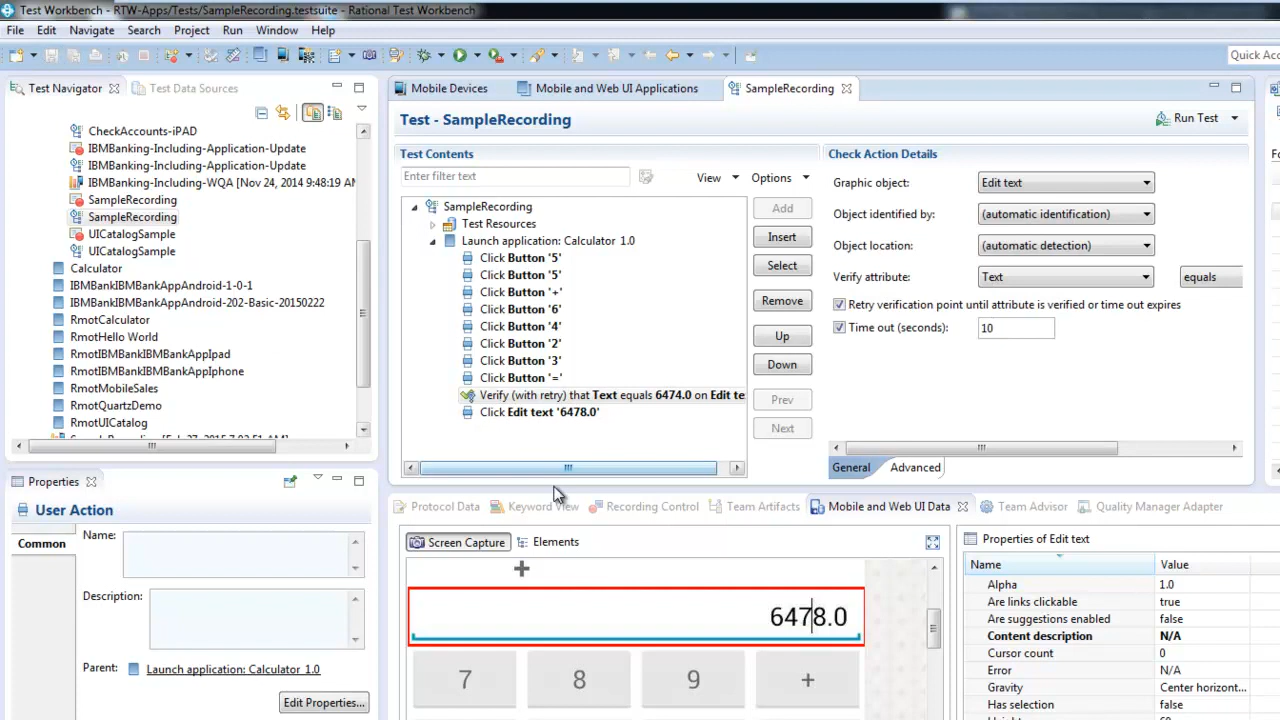 Test Workbench - RTW-Apps/Tests/SampleRecording.testsuite - Rational Test Workbench
File Edit Navigate Search Project Run Window Help
Quick Acc
Test Navigator Test Data Sources
CheckAccounts-iPAD
IBMBanking-Including-Application-Update
IBMBanking-Including-Application-Update
IBMBanking-Including-WQA [Nov 24, 2014 9:48:19 AM
SampleRecording
SampleRecording
UICatalogSample
UICatalogSample
Calculator
IBMBankIBMBankAppAndroid-1-0-1
IBMBankIBMBankAppAndroid-202-Basic-20150222
RmotCalculator
RmotHello World
RmotIBMBankIBMBankAppIpad
RmotIBMBankIBMBankAppIphone
RmotMobileSales
RmotQuartzDemo
RmotUICatalog
Properties
User Action
Common
Name:
Description:
Parent: Launch application: Calculator 1.0
Edit Properties...
Mobile Devices Mobile and Web UI Applications SampleRecording
Test - SampleRecording
Run Test
Test Contents
Enter filter text
View Options
SampleRecording
Test Resources
Launch application: Calculator 1.0
Click Button '5'
Click Button '5'
Click Button '+'
Click Button '6'
Click Button '4'
Click Button '2'
Click Button '3'
Click Button '='
Verify (with retry) that Text equals 6474.0 on Edit te
Click Edit text '6478.0'
Add
Insert
Select
Remove
Up
Down
Prev
Next
Check Action Details
Graphic object: Edit text
Object identified by: (automatic identification)
Object location: (automatic detection)
Verify attribute: Text equals
Retry verification point until attribute is verified or time out expires
Time out (seconds): 10
General Advanced
Fo
Protocol Data Keyword View Recording Control Team Artifacts Mobile and Web UI Data Team Advisor Quality Manager Adapter
Screen Capture Elements
+
6478.0
7 8 9 +
Properties of Edit text
Name Value
Alpha 1.0
Are links clickable true
Are suggestions enabled false
Content description N/A
Cursor count 0
Error N/A
Gravity Center horizont...
Has selection false